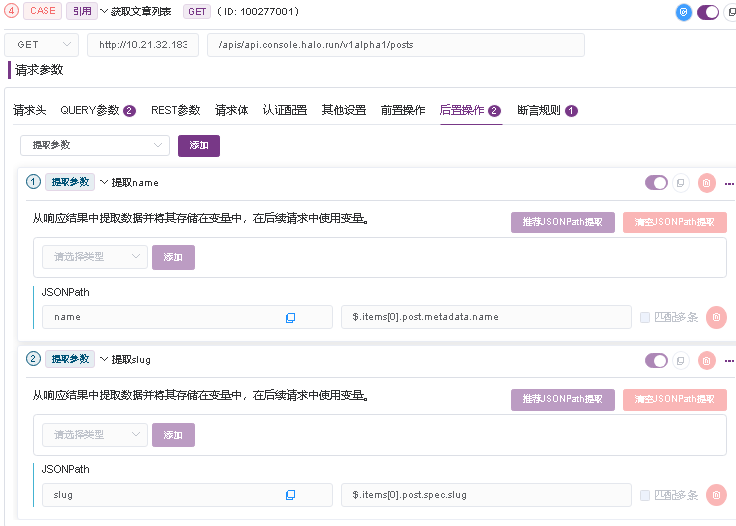 4 CASE 引用 获取文章列表 GET ( ID: 100277001)
GET http://10.21.32.183 /apis/api.console.halo.run/v1alpha1/posts
请求参数
请求头 QUERY参数 2 REST参数 请求体 认证配置 其他设置 前置操作 后置操作 2 断言规则 1
提取参数 添加
1 提取参数 提取name
从响应结果中提取数据并将其存储在变量中，在后续请求中使用变量。 推荐JSONPath提取 清空JSONPath提取
请选择类型 添加
JSONPath
name $.items[0].post.metadata.name 匹配多条
2 提取参数 提取slug
从响应结果中提取数据并将其存储在变量中，在后续请求中使用变量。 推荐JSONPath提取 清空JSONPath提取
请选择类型 添加
JSONPath
slug $.items[0].post.spec.slug 匹配多条